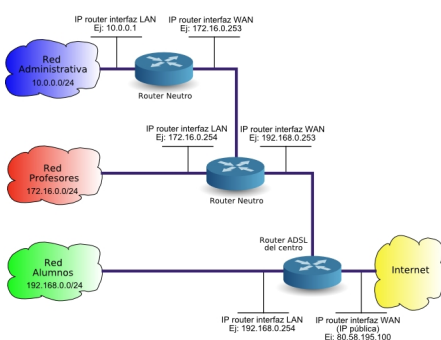 IP router interfaz LAN
Ej: 10.0.0.1
IP router interfaz WAN
Ej: 172.16.0.253
Red
Administrativa
10.0.0.0/24
Router Neutro
IP router interfaz LAN
Ej: 172.16.0.254
IP router interfaz WAN
Ej: 192.168.0.253
Red
Profesores
172.16.0.0/24
Router Neutro
Router ADSL
del centro
Red
Alumnos
192.168.0.0/24
Internet
IP router interfaz LAN
Ej: 192.168.0.254
IP router interfaz WAN
(IP pública)
Ej: 80.58.195.100